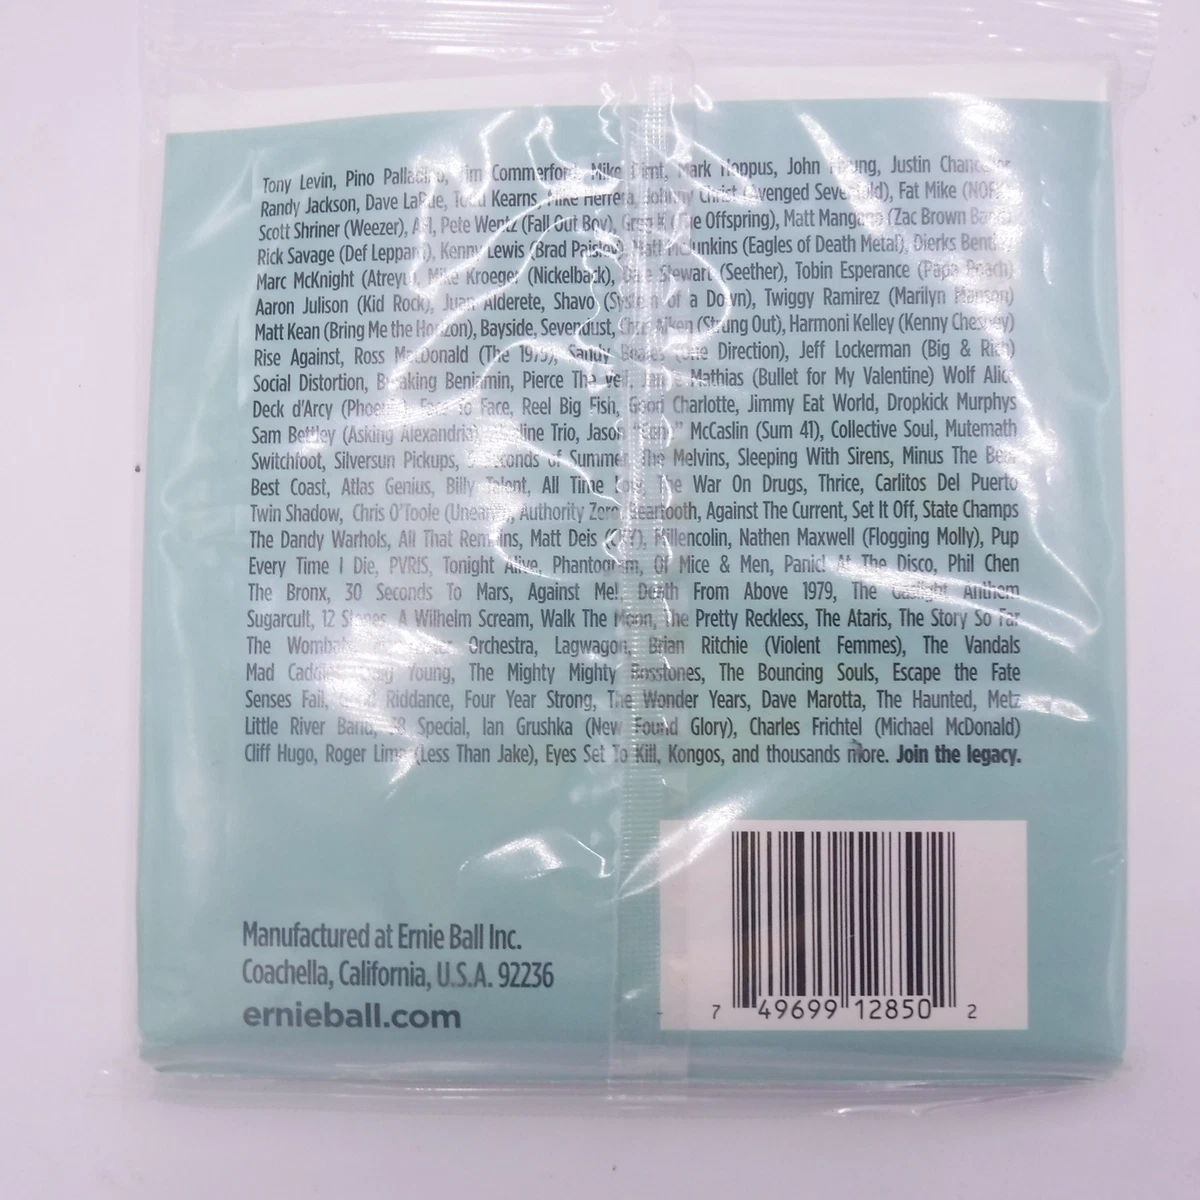 Tony Levin, Pino Palladino, Tim Commerford, Mike Dirnt, Mark Hoppus, John Myung, Justin Chancellor
Randy Jackson, Dave LaRue, Todd Kearns, Mike Herrera, Johnny Christ (Avenged Sevenfold), Fat Mike (NOFX)
Scott Shriner (Weezer), AFI, Pete Wentz (Fall Out Boy), Greg K (The Offspring), Matt Mangano (Zac Brown Band)
Rick Savage (Def Leppard), Kenny Lewis (Brad Paisley) Matt McJunkins (Eagles of Death Metal), Dierks Bentley
Marc McKnight (Atreyu), Mike Kroeger (Nickelback), Dale Stewart (Seether), Tobin Esperance (Papa Roach)
Aaron Julison (Kid Rock), Juan Alderete, Shavo (System of a Down), Twiggy Ramirez (Marilyn Manson)
Matt Kean (Bring Me the Horizon), Bayside, Sevendust, Chris Aiken (Strung Out), Harmoni Kelley (Kenny Chesney)
Rise Against, Ross MacDonald (The 1975), Sandy Beales (One Direction), Jeff Lockerman (Big & Rich)
Social Distortion, Breaking Benjamin, Pierce The Veil, Jamie Mathias (Bullet for My Valentine) Wolf Alice
Deck d'Arcy (Phoenix), Face To Face, Reel Big Fish, Good Charlotte, Jimmy Eat World, Dropkick Murphys
Sam Bettley (Asking Alexandria), Alkaline Trio, Jason McCaslin (Sum 41), Collective Soul, Mutemath
Switchfoot, Silversun Pickups, 5 Seconds of Summer, The Melvins, Sleeping With Sirens, Minus The Bear
Best Coast, Atlas Genius, Billy Talent, All Time Low, The War On Drugs, Thrice, Carlitos Del Puerto
Twin Shadow, Chris O'Toole (Unearth), Authority Zero, Beartooth, Against The Current, Set It Off, State Champs
The Dandy Warhols, All That Remains, Matt Deis (CKY), Millencolin, Nathen Maxwell (Flogging Molly), Pup
Every Time I Die, PVRIS, Tonight Alive, Phantogram, Of Mice & Men, Panic! At The Disco, Phil Chen
The Bronx, 30 Seconds To Mars, Against Me!, Death From Above 1979, The Gaslight Anthem
Sugarcult, 12 Stones, A Wilhelm Scream, Walk The Moon, The Pretty Reckless, The Ataris, The Story So Far
The Wombats, Manchester Orchestra, Lagwagon, Brian Ritchie (Violent Femmes), The Vandals
Mad Caddies, Young, The Mighty Mighty Bosstones, The Bouncing Souls, Escape the Fate
Senses Fail, Good Riddance, Four Year Strong, The Wonder Years, Dave Marotta, The Haunted, Metz
Little River Band, 38 Special, Ian Grushka (New Found Glory), Charles Frichtel (Michael McDonald)
Cliff Hugo, Roger Lima (Less Than Jake), Eyes Set To Kill, Kongos, and thousands more. Join the legacy.
Manufactured at Ernie Ball Inc.
Coachella, California, U.S.A. 92236
ernieball.com
7 49699 12850 2